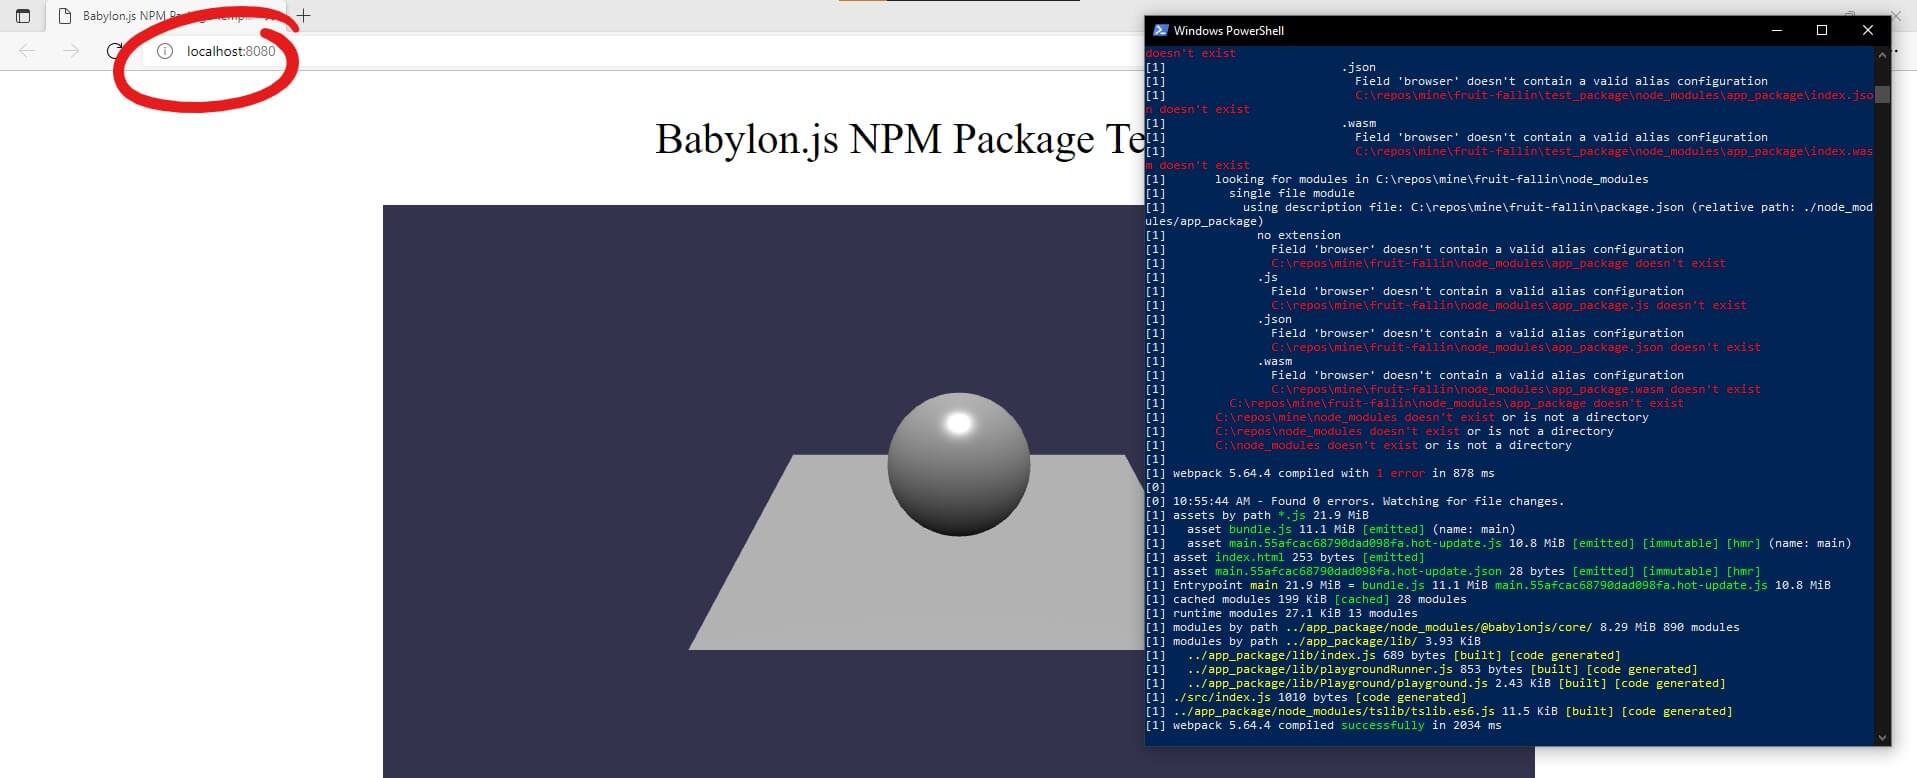 Babylon.js NPM Package Temp...
localhost:8080
Babylon.js NPM Package Te
Windows PowerShell
doesn't exist
[1] .json
[1] Field 'browser' doesn't contain a valid alias configuration
[1] C:\repos\mine\fruit-fallin\test_package\node_modules\app_package\index.jso
n doesn't exist
[1] .wasm
[1] Field 'browser' doesn't contain a valid alias configuration
[1] C:\repos\mine\fruit-fallin\test_package\node_modules\app_package\index.was
m doesn't exist
[1] looking for modules in C:\repos\mine\fruit-fallin\node_modules
[1] single file module
[1] using description file: C:\repos\mine\fruit-fallin\package.json (relative path: ./node_mod
ules/app_package)
[1] no extension
[1] Field 'browser' doesn't contain a valid alias configuration
[1] C:\repos\mine\fruit-fallin\node_modules\app_package doesn't exist
[1] .js
[1] Field 'browser' doesn't contain a valid alias configuration
[1] C:\repos\mine\fruit-fallin\node_modules\app_package.js doesn't exist
[1] .json
[1] Field 'browser' doesn't contain a valid alias configuration
[1] C:\repos\mine\fruit-fallin\node_modules\app_package.json doesn't exist
[1] .wasm
[1] Field 'browser' doesn't contain a valid alias configuration
[1] C:\repos\mine\fruit-fallin\node_modules\app_package.wasm doesn't exist
[1] C:\repos\mine\fruit-fallin\node_modules\app_package doesn't exist
[1] C:\repos\mine\node_modules doesn't exist or is not a directory
[1] C:\repos\node_modules doesn't exist or is not a directory
[1] C:\node_modules doesn't exist or is not a directory
[1]
[1] webpack 5.64.4 compiled with 1 error in 878 ms
[0]
[0] 10:55:44 AM - Found 0 errors. Watching for file changes.
[1] assets by path *.js 21.9 MiB
[1] asset bundle.js 11.1 MiB [emitted] (name: main)
[1] asset main.55afcac68790dad098fa.hot-update.js 10.8 MiB [emitted] [immutable] [hmr] (name: main)
[1] asset index.html 253 bytes [emitted]
[1] asset main.55afcac68790dad098fa.hot-update.json 28 bytes [emitted] [immutable] [hmr]
[1] Entrypoint main 21.9 MiB = bundle.js 11.1 MiB main.55afcac68790dad098fa.hot-update.js 10.8 MiB
[1] cached modules 199 KiB [cached] 28 modules
[1] runtime modules 27.1 KiB 13 modules
[1] modules by path ../app_package/node_modules/@babylonjs/core/ 8.29 MiB 890 modules
[1] modules by path ../app_package/lib/ 3.93 KiB
[1] ../app_package/lib/index.js 689 bytes [built] [code generated]
[1] ../app_package/lib/playgroundRunner.js 853 bytes [built] [code generated]
[1] ../app_package/lib/Playground/playground.js 2.43 KiB [built] [code generated]
[1] ./src/index.js 1010 bytes [code generated]
[1] ../app_package/node_modules/tslib/tslib.es6.js 11.5 KiB [built] [code generated]
[1] webpack 5.64.4 compiled successfully in 2034 ms